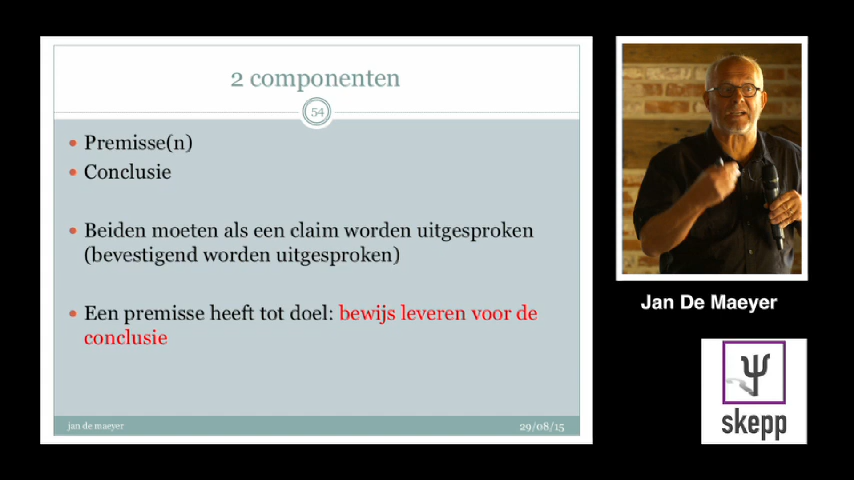 2 componenten
54
Premisse(n)
Conclusie
Beiden moeten als een claim worden uitgesproken
(bevestigend worden uitgesproken)
Een premisse heeft tot doel: bewijs leveren voor de
conclusie
jan de maeyer
29/08/15
Jan De Maeyer
skepp